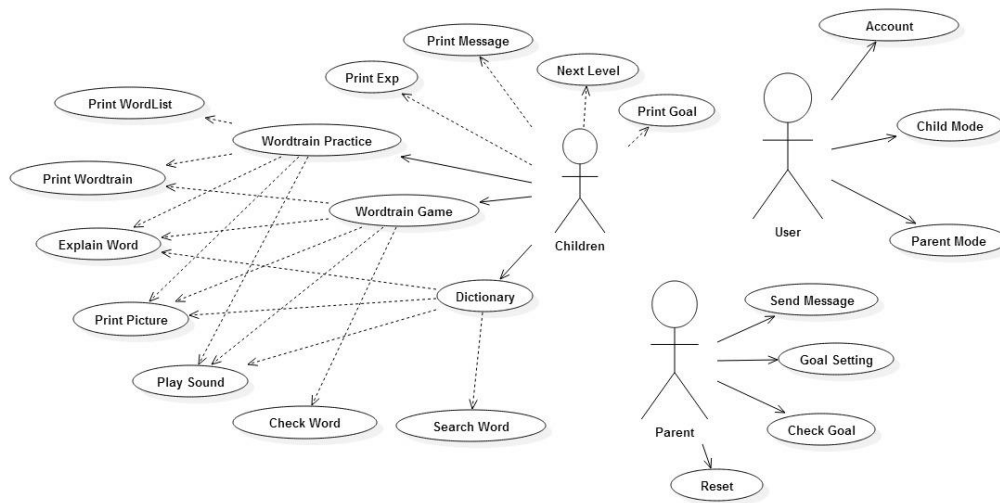 Account
Print Message
Next Level
Print Exp
Print WordList
Print Goal
Child Mode
Wordtrain Practice
Print Wordtrain
Wordtrain Game
User
Parent Mode
Explain Word
Children
Dictionary
Send Message
Print Picture
Goal Setting
Play Sound
Check Word
Search Word
Parent
Check Goal
Reset